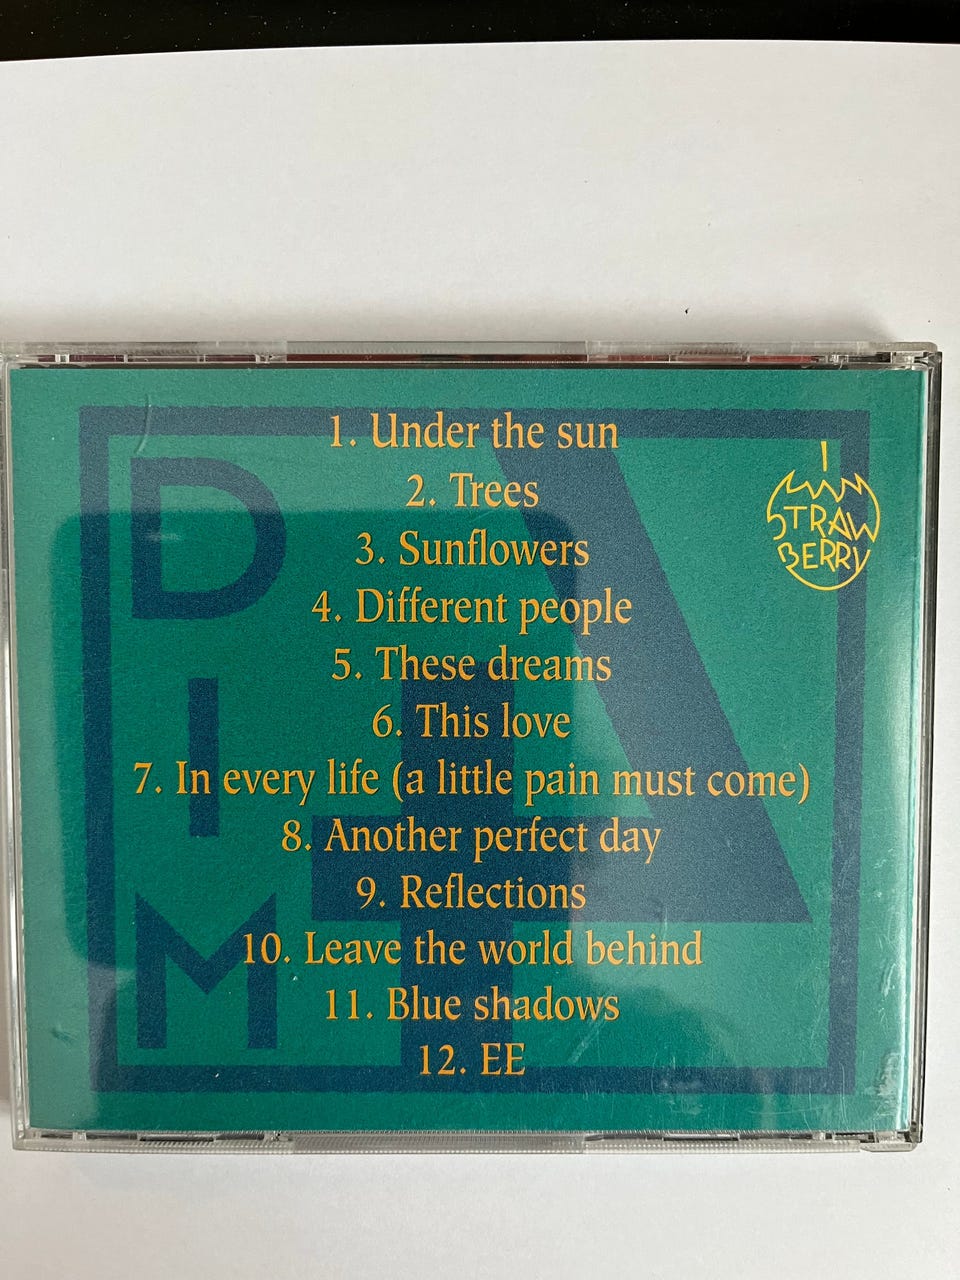 1. Under the sun
2. Trees
3. Sunflowers
4. Different people
5. These dreams
6. This love
7. In every life (a little pain must come)
8. Another perfect day
9. Reflections
10. Leave the world behind
11. Blue shadows
12. EE
STRAW
BERRY
D
I
M
4